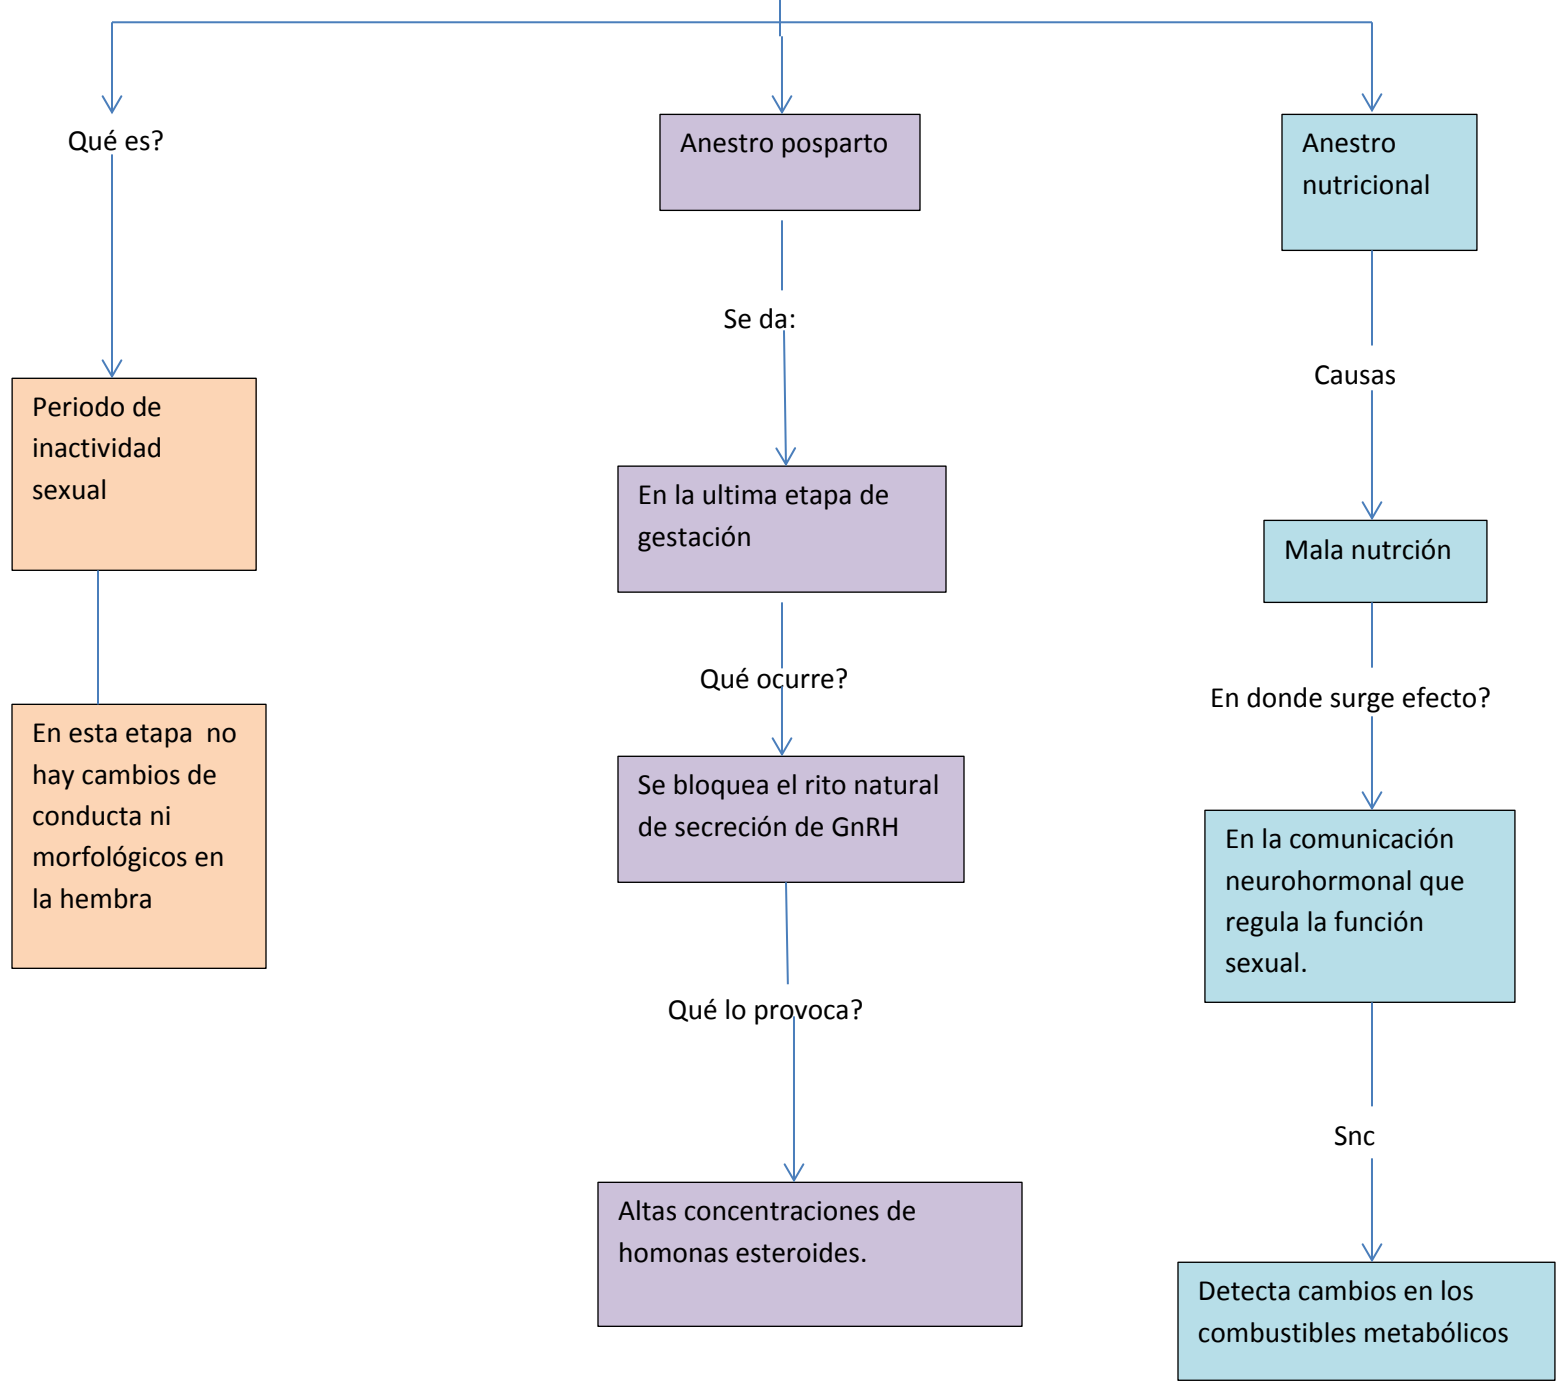 Qué es?
Periodo de
inactividad
sexual
En esta etapa no
hay cambios de
conducta ni
morfológicos en
la hembra
Anestro posparto
Se da:
En la ultima etapa de
gestación
Qué ocurre?
Se bloquea el rito natural
de secreción de GnRH
Qué lo provoca?
Altas concentraciones de
homonas esteroides.
Anestro
nutricional
Causas
Mala nutrción
En donde surge efecto?
En la comunicación
neurohormonal que
regula la función
sexual.
Snc
Detecta cambios en los
combustibles metabólicos